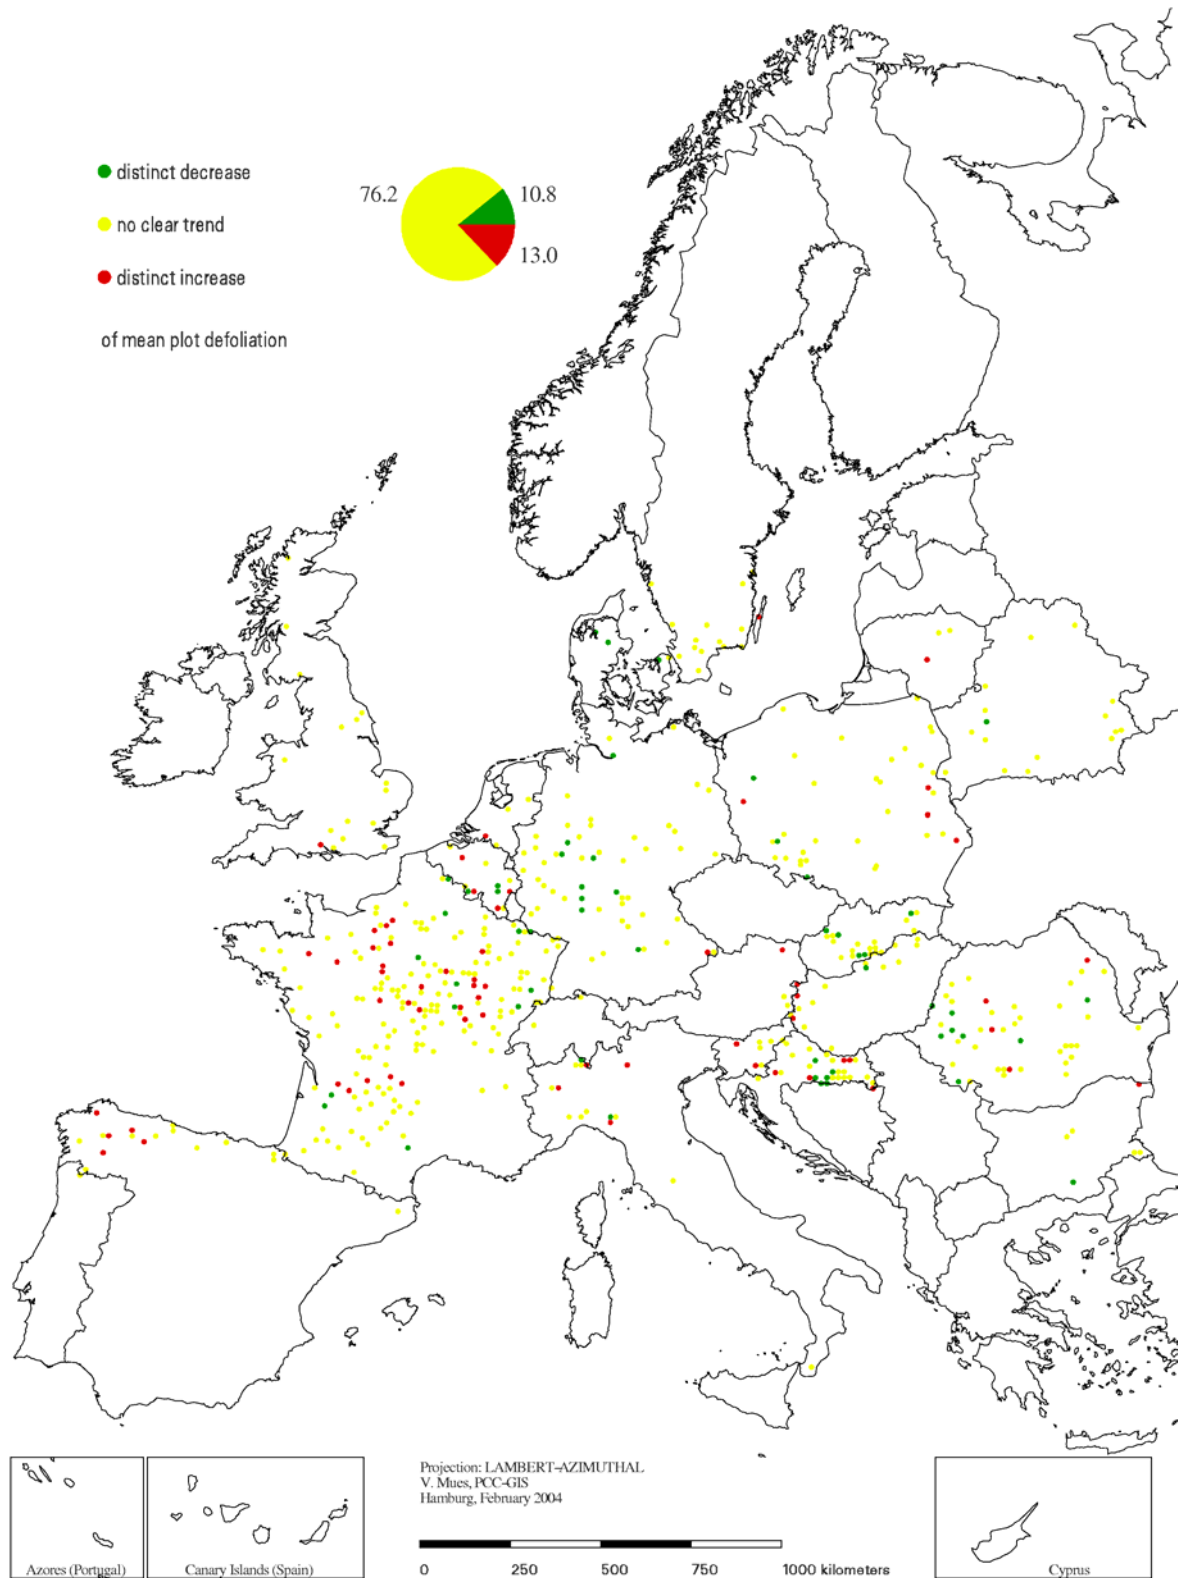 distinct decrease
no clear trend
distinct increase
of mean plot defoliation
76.2
10.8
13.0
Projection: LAMBERT-AZIMUTHAL
V. Mues, PCC-GIS
Hamburg, February 2004
0 250 500 750 1000 kilometers
Azores (Portugal)
Canary Islands (Spain)
Cyprus